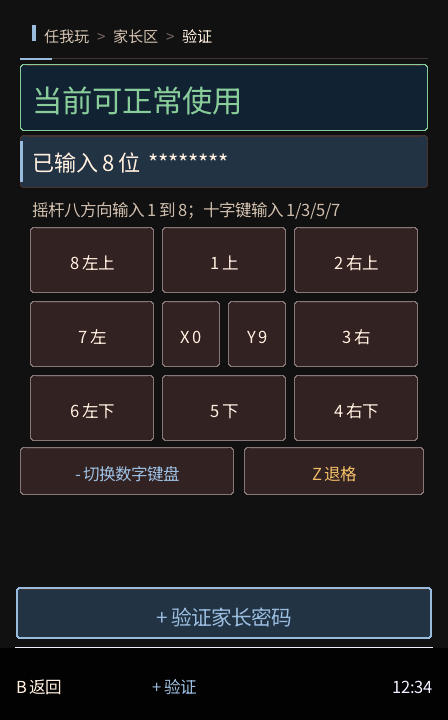 任我玩 > 家长区 > 验证
当前可正常使用
已输入 8 位 ********
摇杆八方向输入 1 到 8；十字键输入 1/3/5/7
8 左上 1 上 2 右上
7 左 X 0 Y 9 3 右
6 左下 5 下 4 右下
- 切换数字键盘 Z 退格
+ 验证家长密码
B 返回 + 验证 12:34